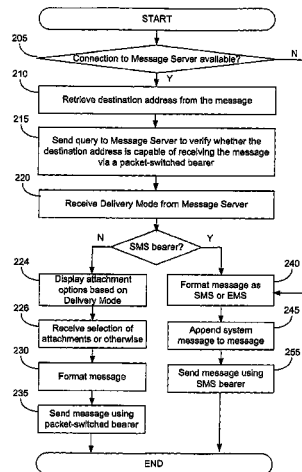 START
205
Connection to Message Server available?
N
Y
210
Retrieve destination address from the message
215
Send query to Message Server to verify whether the
destination address is capable of receiving the message
via a packet-switched bearer
220
Receive Delivery Mode from Message Server
N
SMS bearer?
Y
224
Display attachment
options based on
Delivery Mode
226
Receive selection of
attachments or otherwise
230
Format message
235
Send message using
packet-switched bearer
240
Format message as
SMS or EMS
245
Append system
message to message
255
Send message using
SMS bearer
END